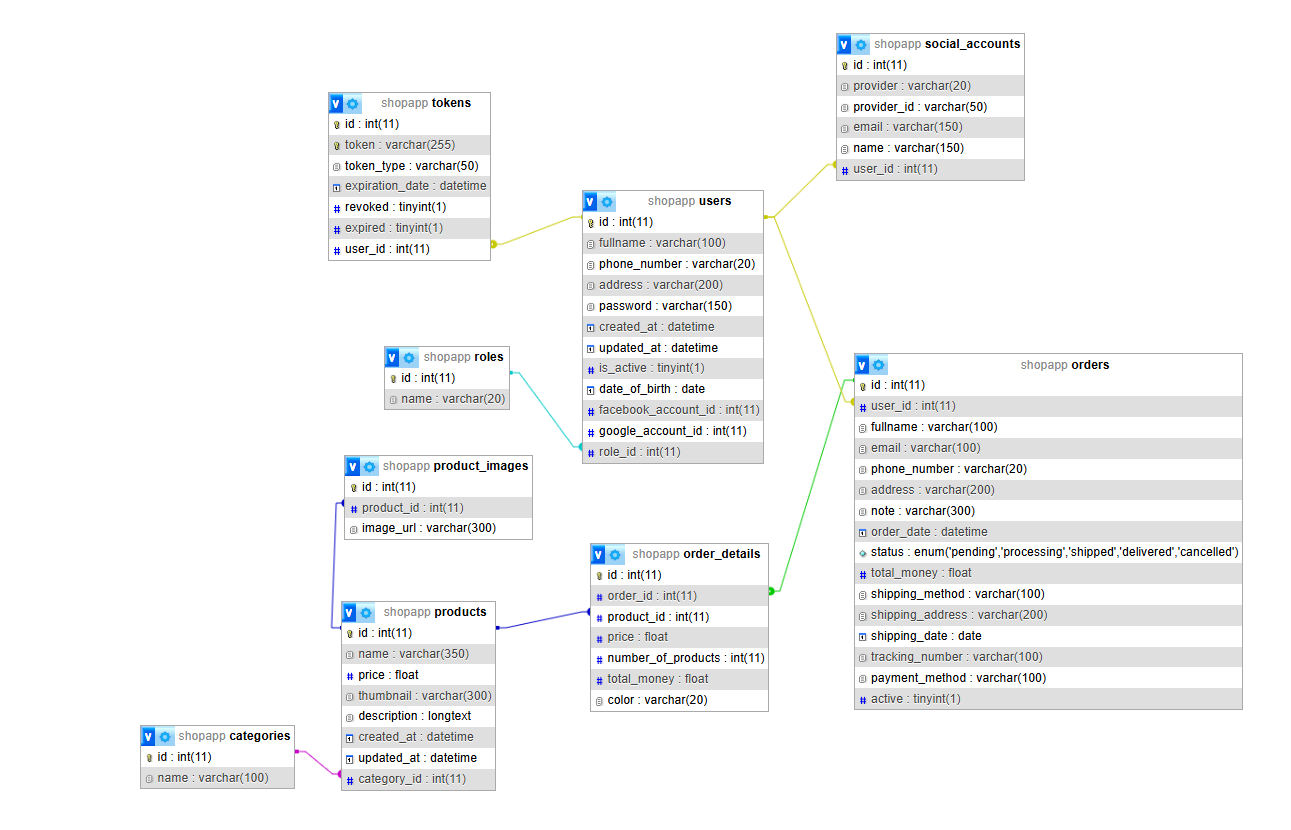 shopapp social_accounts
id : int(11)
provider : varchar(20)
provider_id : varchar(50)
email : varchar(150)
name : varchar(150)
user_id : int(11)
shopapp tokens
id : int(11)
token : varchar(255)
token_type : varchar(50)
expiration_date : datetime
revoked : tinyint(1)
expired : tinyint(1)
user_id : int(11)
shopapp users
id : int(11)
fullname : varchar(100)
phone_number : varchar(20)
address : varchar(200)
password : varchar(150)
created_at : datetime
updated_at : datetime
is_active : tinyint(1)
date_of_birth : date
facebook_account_id : int(11)
google_account_id : int(11)
role_id : int(11)
shopapp roles
id : int(11)
name : varchar(20)
shopapp orders
id : int(11)
user_id : int(11)
fullname : varchar(100)
email : varchar(100)
phone_number : varchar(20)
address : varchar(200)
note : varchar(300)
order_date : datetime
status : enum('pending','processing','shipped','delivered','cancelled')
total_money : float
shipping_method : varchar(100)
shipping_address : varchar(200)
shipping_date : date
tracking_number : varchar(100)
payment_method : varchar(100)
active : tinyint(1)
shopapp product_images
id : int(11)
product_id : int(11)
image_url : varchar(300)
shopapp order_details
id : int(11)
order_id : int(11)
product_id : int(11)
price : float
number_of_products : int(11)
total_money : float
color : varchar(20)
shopapp products
id : int(11)
name : varchar(350)
price : float
thumbnail : varchar(300)
description : longtext
created_at : datetime
updated_at : datetime
category_id : int(11)
shopapp categories
id : int(11)
name : varchar(100)